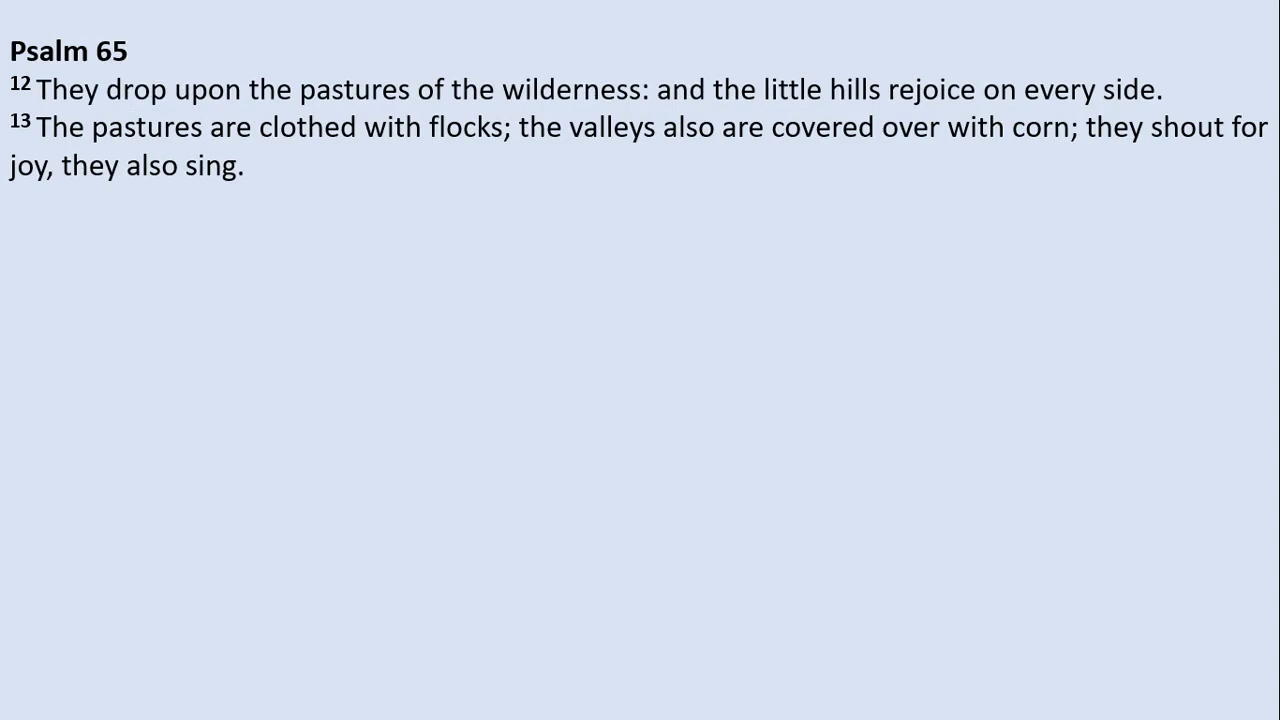 Psalm 65
12 They drop upon the pastures of the wilderness: and the little hills rejoice on every side.
13 The pastures are clothed with flocks; the valleys also are covered over with corn; they shout for
joy, they also sing.